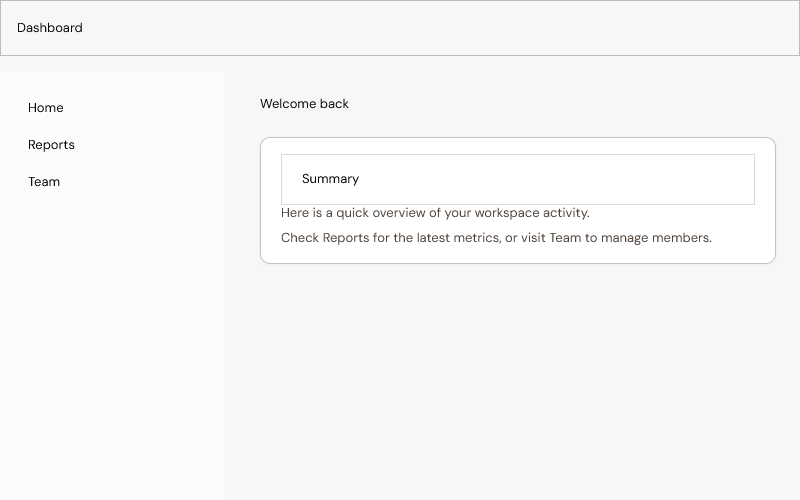 Dashboard
Home
Reports
Team
Welcome back
Summary
Here is a quick overview of your workspace activity.
Check Reports for the latest metrics, or visit Team to manage members.